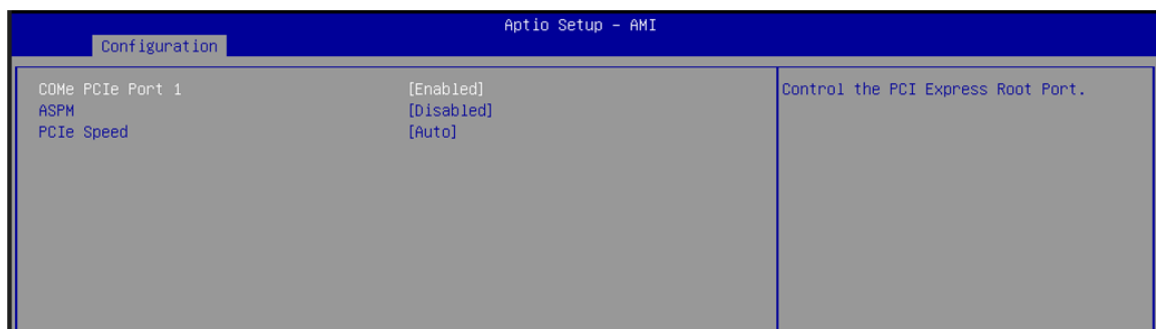 Aptio Setup – AMI
Configuration
COMe PCIe Port 1 [Enabled] Control the PCI Express Root Port.
ASPM [Disabled]
PCIe Speed [Auto]